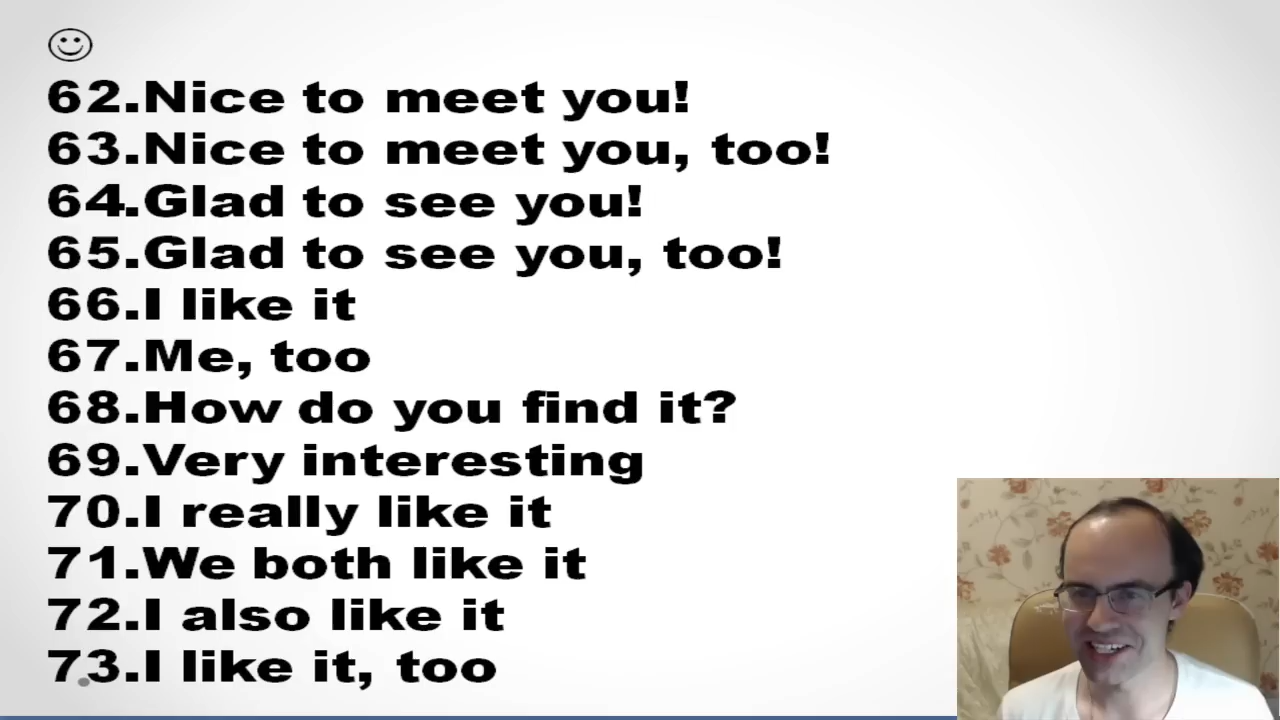 62.Nice to meet you!
63.Nice to meet you, too!
64.Glad to see you!
65.Glad to see you, too!
66.I like it
67.Me, too
68.How do you find it?
69.Very interesting
70.I really like it
71.We both like it
72.I also like it
73.I like it, too